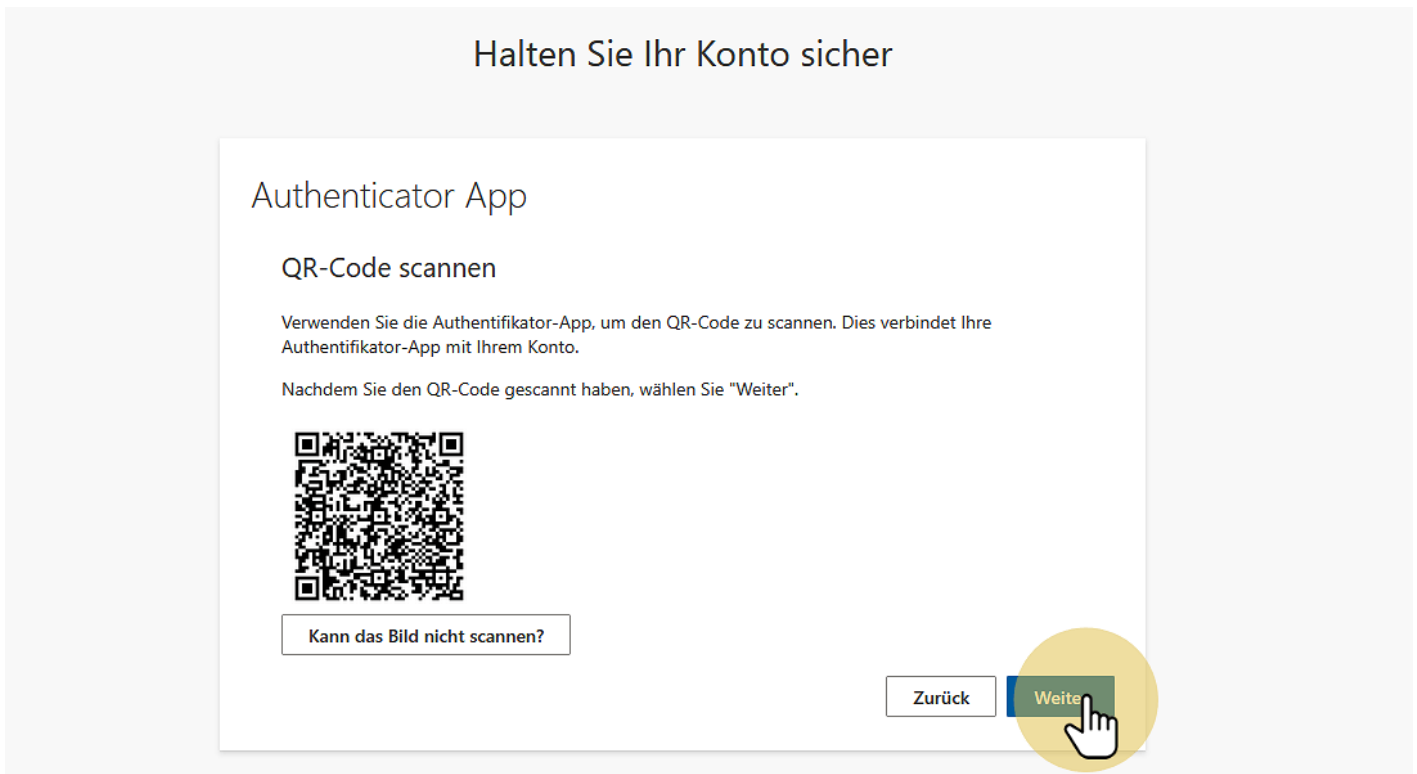 Halten Sie Ihr Konto sicher
Authenticator App
QR-Code scannen
Verwenden Sie die Authentifikator-App, um den QR-Code zu scannen. Dies verbindet Ihre
Authentifikator-App mit Ihrem Konto.
Nachdem Sie den QR-Code gescannt haben, wählen Sie "Weiter".
Kann das Bild nicht scannen?
Zurück
Weite